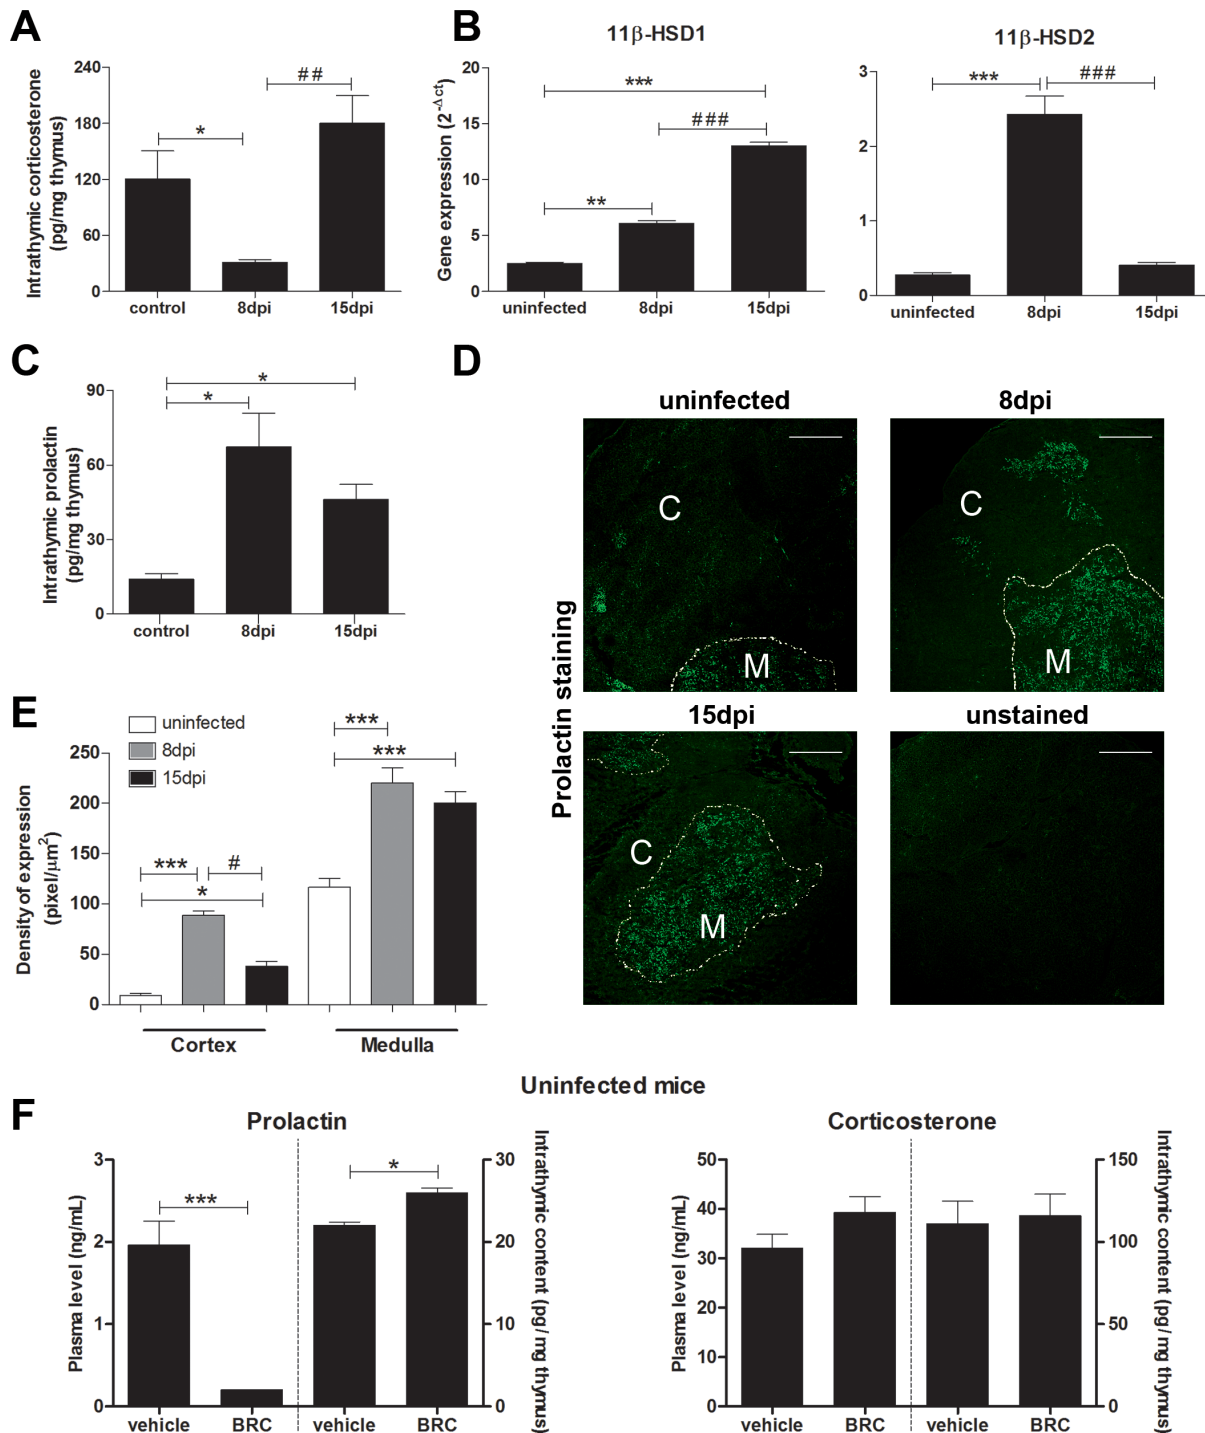 A
Intrathymic corticosterone
(pg/mg thymus)
240
180
120
60
0
*
##
control
8dpi
15dpi
B
11β-HSD1
Gene expression (2^-Δct)
20
15
10
5
0
***
###
**
uninfected
8dpi
15dpi
11β-HSD2
3
2
1
0
***
###
uninfected
8dpi
15dpi
C
Intrathymic prolactin
(pg/mg thymus)
90
60
30
0
*
*
control
8dpi
15dpi
D
Prolactin staining
uninfected
C
M
8dpi
C
M
15dpi
C
M
unstained
E
uninfected
8dpi
15dpi
Density of expression
(pixel/μm²)
250
200
150
100
50
0
***
#
*
***
***
Cortex
Medulla
Uninfected mice
F
Prolactin
Plasma level (ng/mL)
3
2
1
0
***
*
30
20
10
0
Intrathymic content (pg/ mg thymus)
vehicle
BRC
vehicle
BRC
Corticosterone
Plasma level (ng/mL)
50
40
30
20
10
0
150
100
50
0
Intrathymic content (pg/ mg thymus)
vehicle
BRC
vehicle
BRC